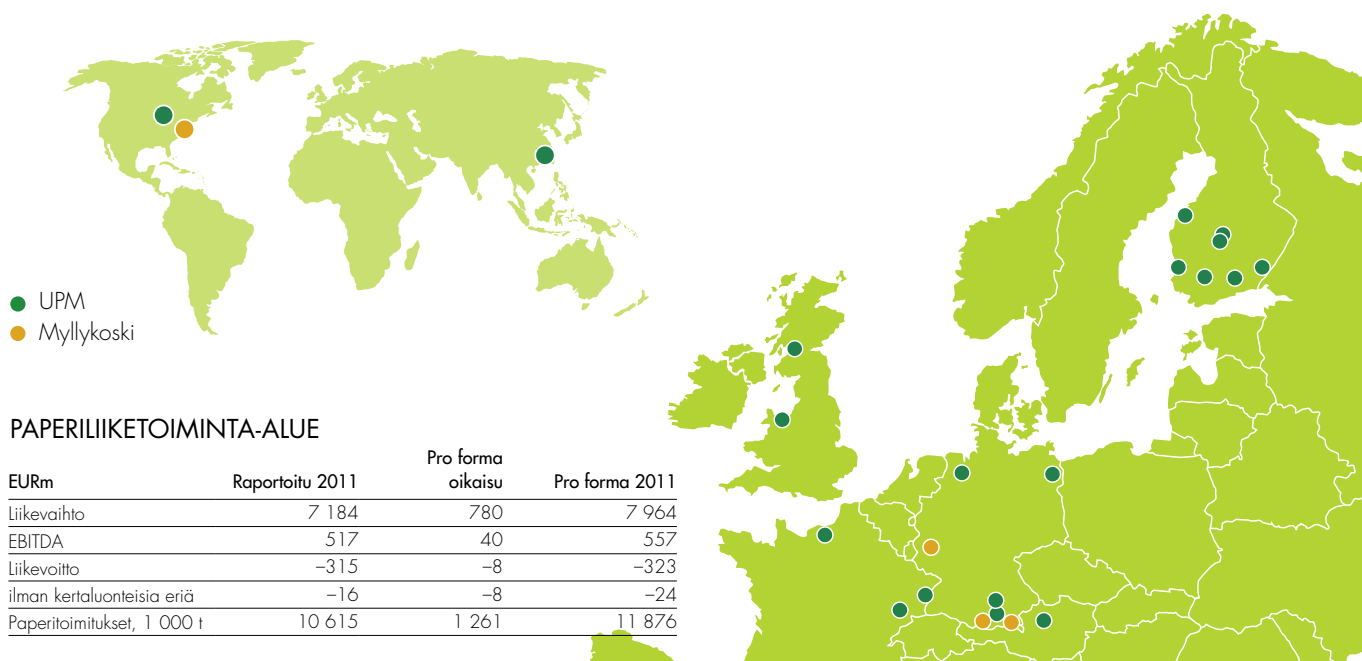 UPM
Myllykoski
PAPERILIIKETOIMINTA-ALUE
EURm Raportoitu 2011 Pro forma oikaisu Pro forma 2011
Liikevaihto 7 184 780 7 964
EBITDA 517 40 557
Liikevoitto –315 –8 –323
ilman kertaluonteisia eriä –16 –8 –24
Paperitoimitukset, 1 000 t 10 615 1 261 11 876